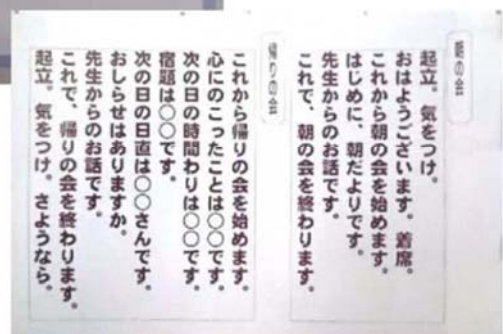 朝の会
起立。気をつけ。
おはようございます。着席。
これから朝の会を始めます。
はじめに、朝だよりです。
先生からのお話です。
これで、朝の会を終わります。
帰りの会
これから帰りの会を始めます。
心にのこったことは○○です。
次の日の時間わりは○○です。
宿題は○○です。
次の日の日直は○○さんです。
おしらせはありますか。
先生からのお話です。
これで、帰りの会を終わります。
起立。気をつけ。さようなら。